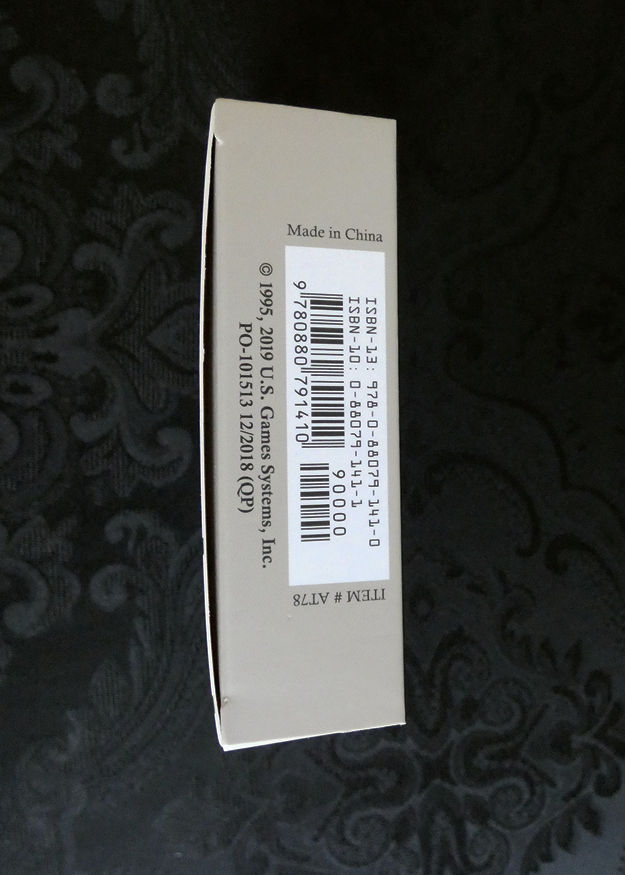 Made in China
ISBN-13: 978-0-88079-141-0
ISBN-10: 0-88079-141-1
90000
9 780880 791410
© 1995, 2019 U.S. Games Systems, Inc.
PO-101513 12/2018 (QP)
ITEM # AT78